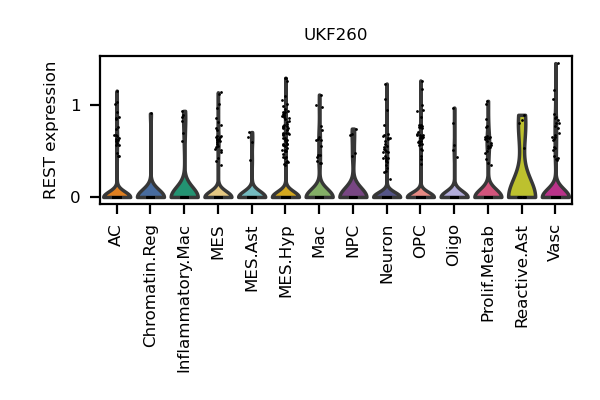 UKF260
REST expression
1
0
AC
Chromatin.Reg
Inflammatory.Mac
MES
MES.Ast
MES.Hyp
Mac
NPC
Neuron
OPC
Oligo
Prolif.Metab
Reactive.Ast
Vasc